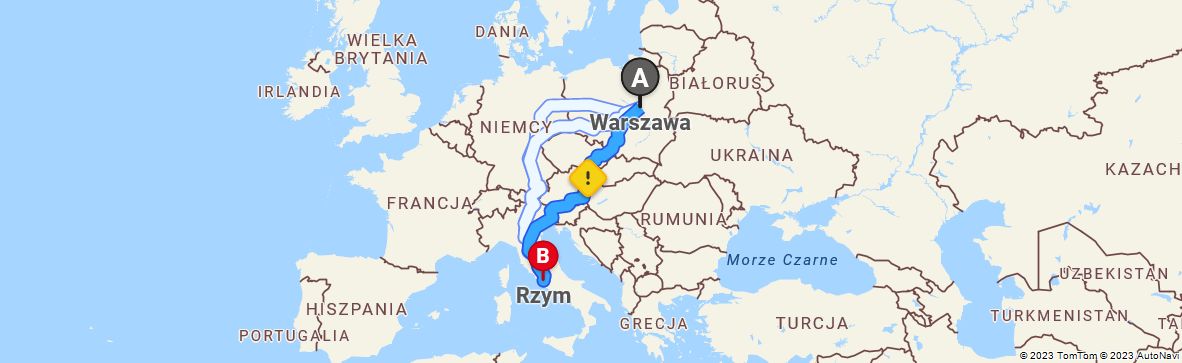 DANIA
WIELKA
BRYTANIA
IRLANDIA
A
BIAŁORUŚ
NIEMCY
Warszawa
UKRAINA
KAZACH
!
FRANCJA
RUMUNIA
B
Morze Czarne
UZBEKISTAN
Rzym
HISZPANIA
PORTUGALIA
GRECJA
TURCJA
TURKMENISTAN
TA
© 2023 TomTom © 2023 AutoNavi